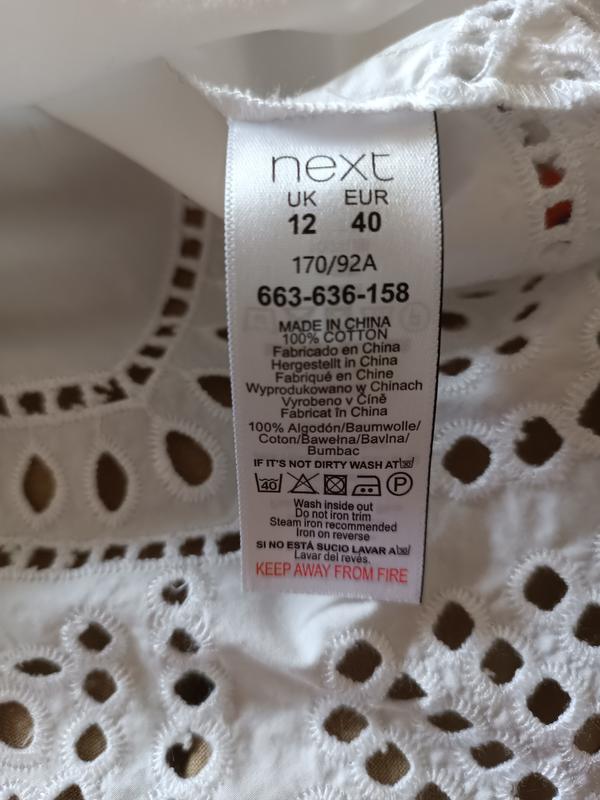 next
UK EUR
12 40
170/92A
663-636-158
MADE IN CHINA
100% COTTON
Fabricado en China
Hergestellt in China
Fabriqué en Chine
Wyprodukowano w Chinach
Vyrobeno v Číně
Fabricat în China
100% Algodón/Baumwolle/
Coton/Bawełna/Bavlna/
Bumbac
IF IT'S NOT DIRTY WASH AT
40 P
Wash inside out
Do not iron trim
Steam iron recommended
Iron on reverse
SI NO ESTÁ SUCIO LAVAR A
Lavar del revés.
KEEP AWAY FROM FIRE